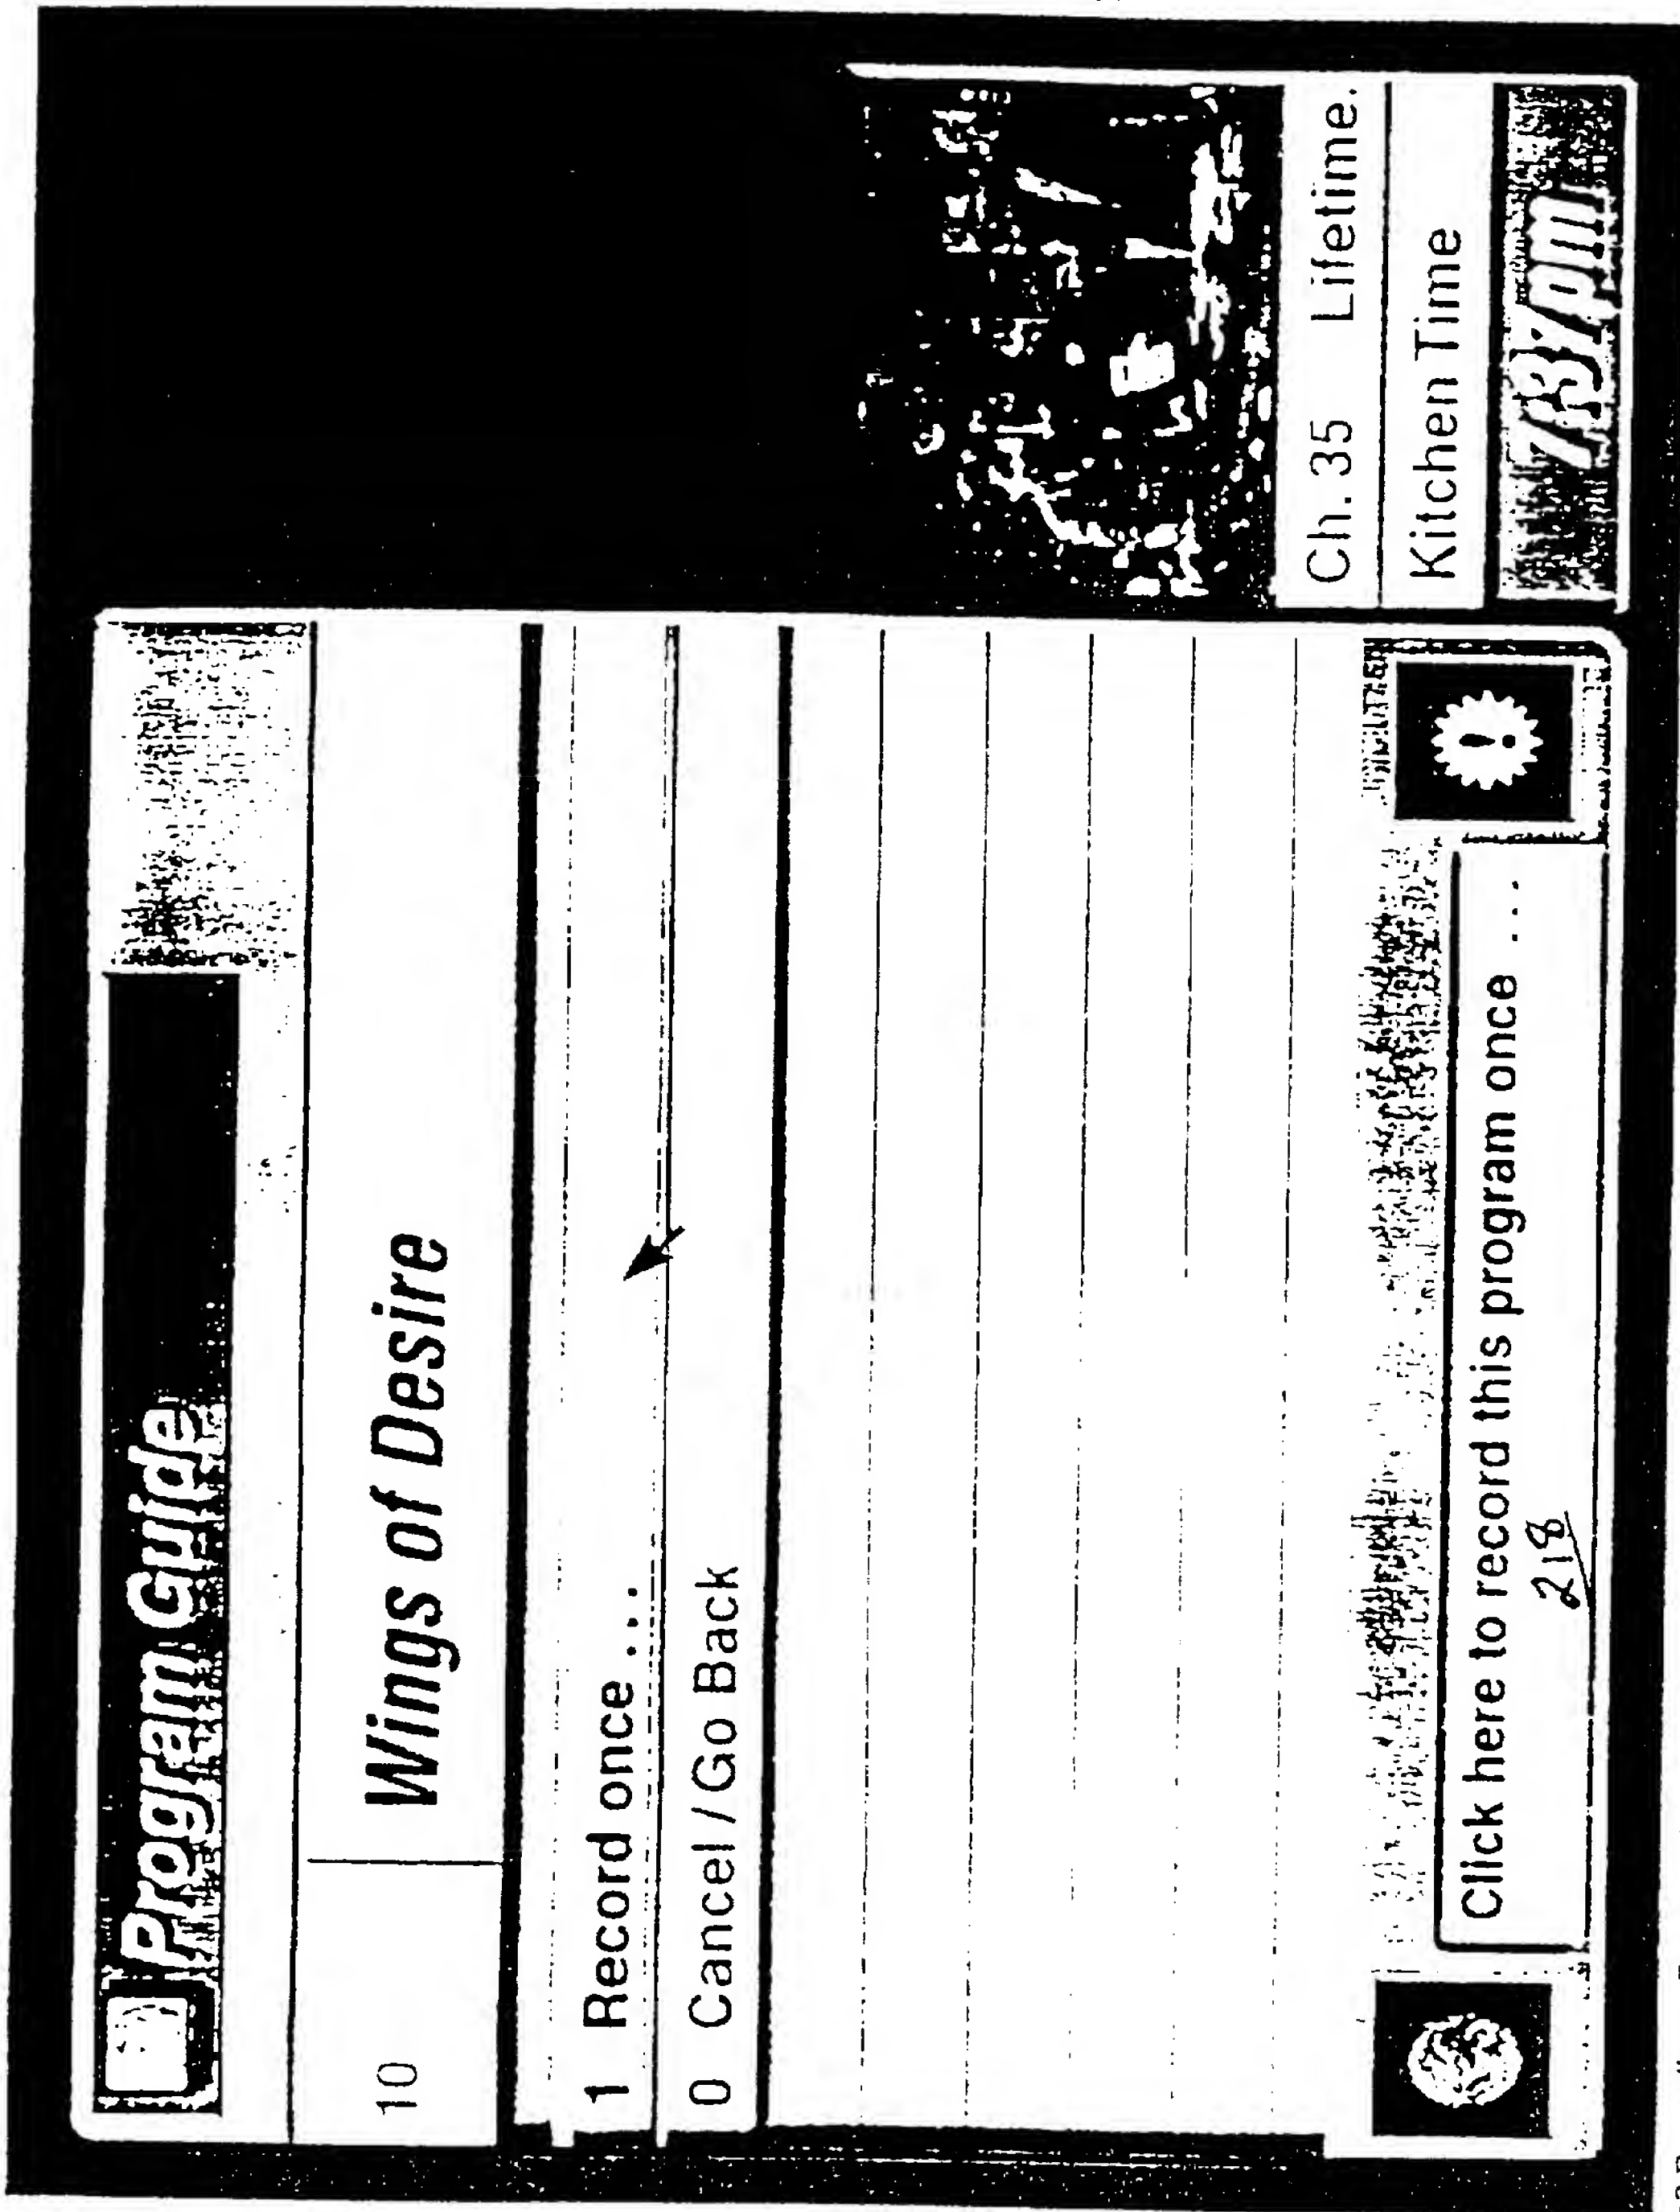 Program Guide
10 Wings of Desire
1 Record once ...
0 Cancel / Go Back
Click here to record this program once ...
218
Ch. 35 Lifetime.
Kitchen Time
7:37pm